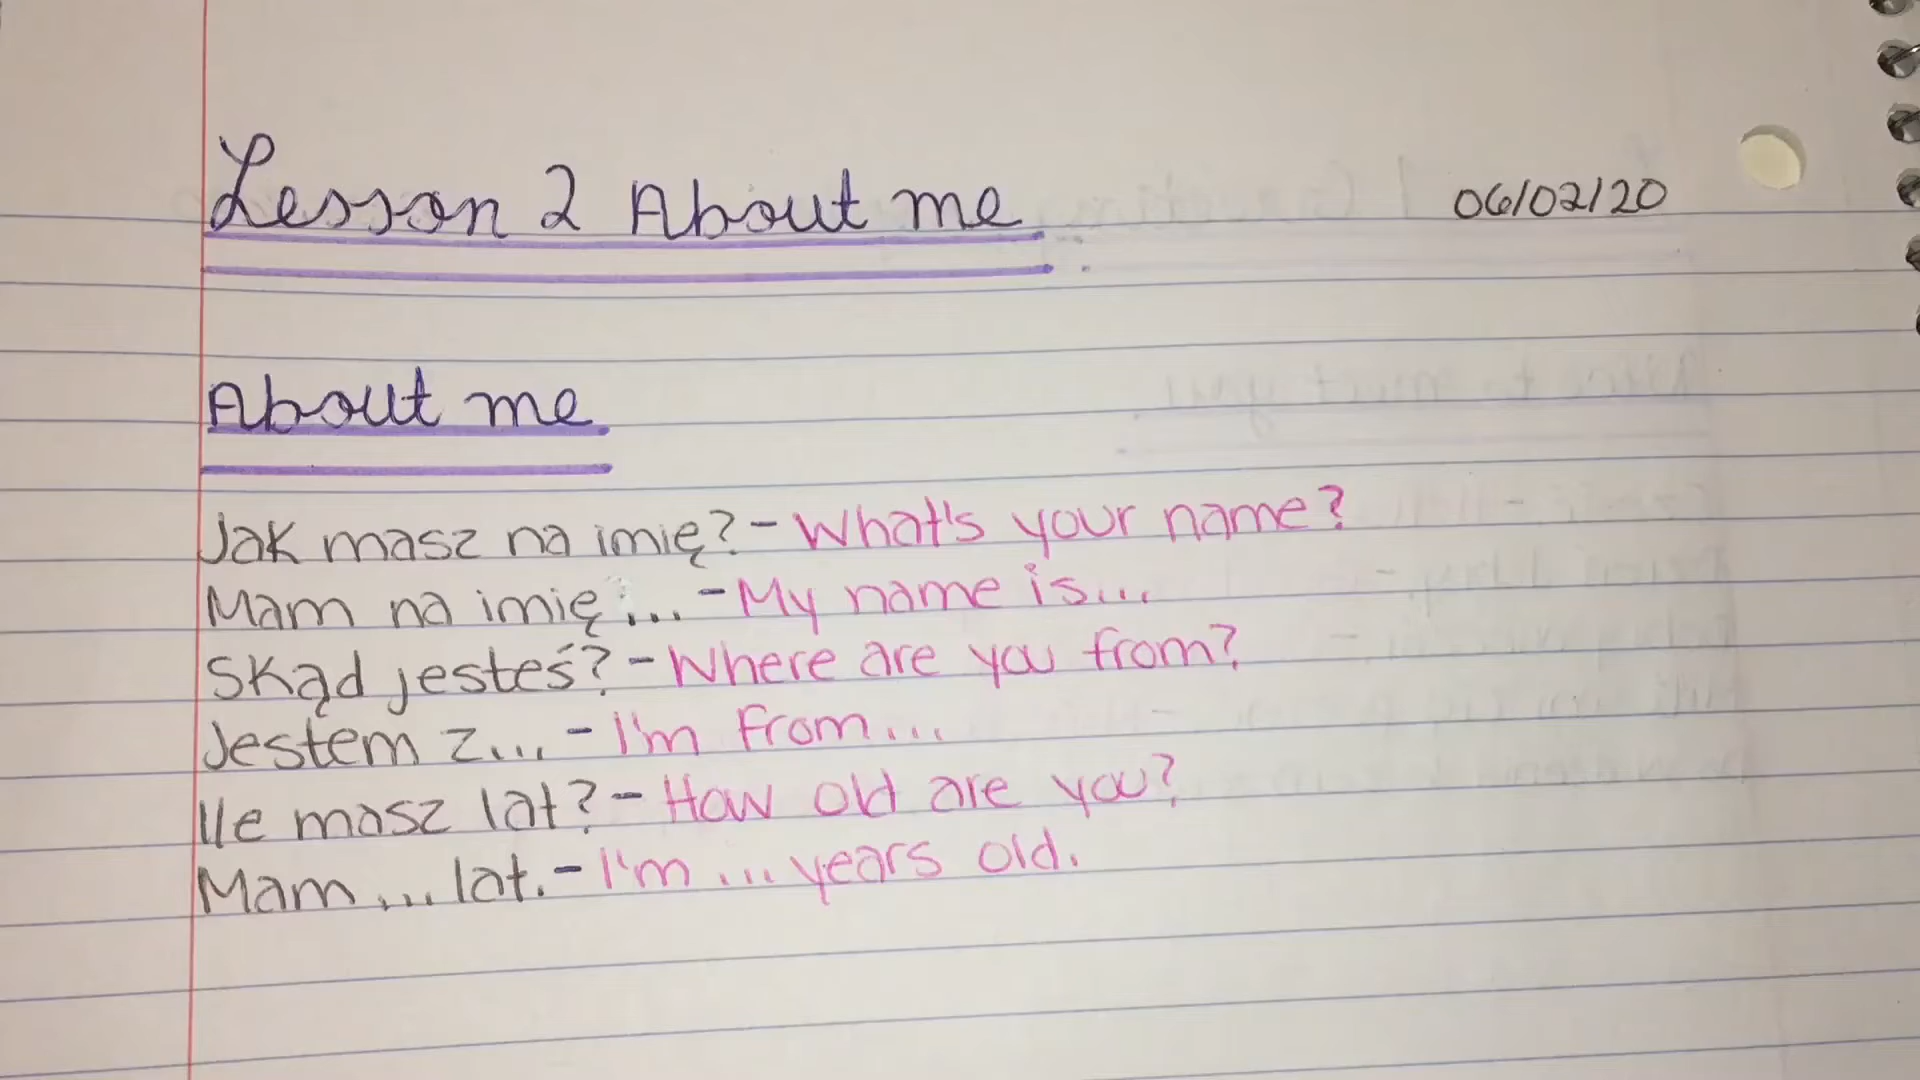 Lesson 2 About me
06/02/20
About me
Jak masz na imię? - What's your name?
Mam na imię ... - My name is...
Skąd jesteś? - Where are you from?
Jestem z... - I'm from...
Ile masz lat? - How old are you?
Mam ... lat. - I'm ... years old.